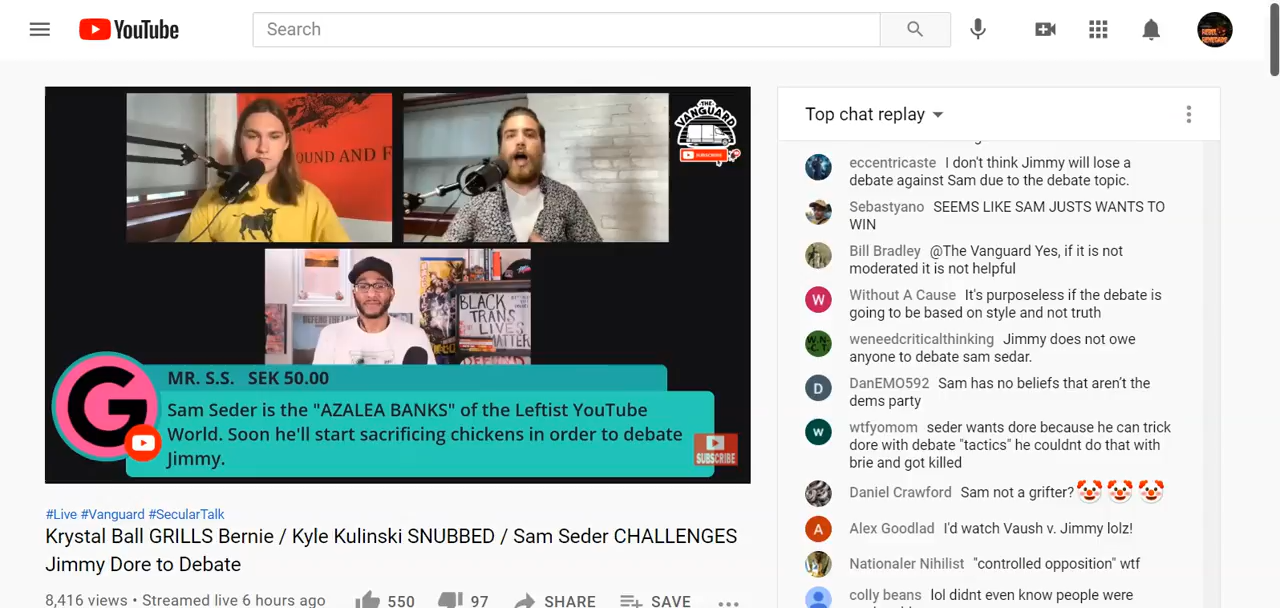 YouTube
Search
OUND AND F
THE
VANGUARD
SUBSCRIBE
BLACK
TRANS
LIVES
MATTER
G
MR. S.S. SEK 50.00
Sam Seder is the "AZALEA BANKS" of the Leftist YouTube
World. Soon he'll start sacrificing chickens in order to debate
Jimmy.
SUBSCRIBE
#Live #Vanguard #SecularTalk
Krystal Ball GRILLS Bernie / Kyle Kulinski SNUBBED / Sam Seder CHALLENGES
Jimmy Dore to Debate
8,416 views • Streamed live 6 hours ago 550 97 SHARE SAVE
Top chat replay
eccentricaste I don't think Jimmy will lose a
debate against Sam due to the debate topic.
Sebastyano SEEMS LIKE SAM JUSTS WANTS TO
WIN
Bill Bradley @The Vanguard Yes, if it is not
moderated it is not helpful
W Without A Cause It's purposeless if the debate is
going to be based on style and not truth
weneedcriticalthinking Jimmy does not owe
anyone to debate sam sedar.
D DanEMO592 Sam has no beliefs that aren't the
dems party
w wtfyomom seder wants dore because he can trick
dore with debate "tactics" he couldnt do that with
brie and got killed
Daniel Crawford Sam not a grifter?🤡🤡🤡
A Alex Goodlad I'd watch Vaush v. Jimmy lolz!
Nationaler Nihilist "controlled opposition" wtf
colly beans lol didnt even know people were